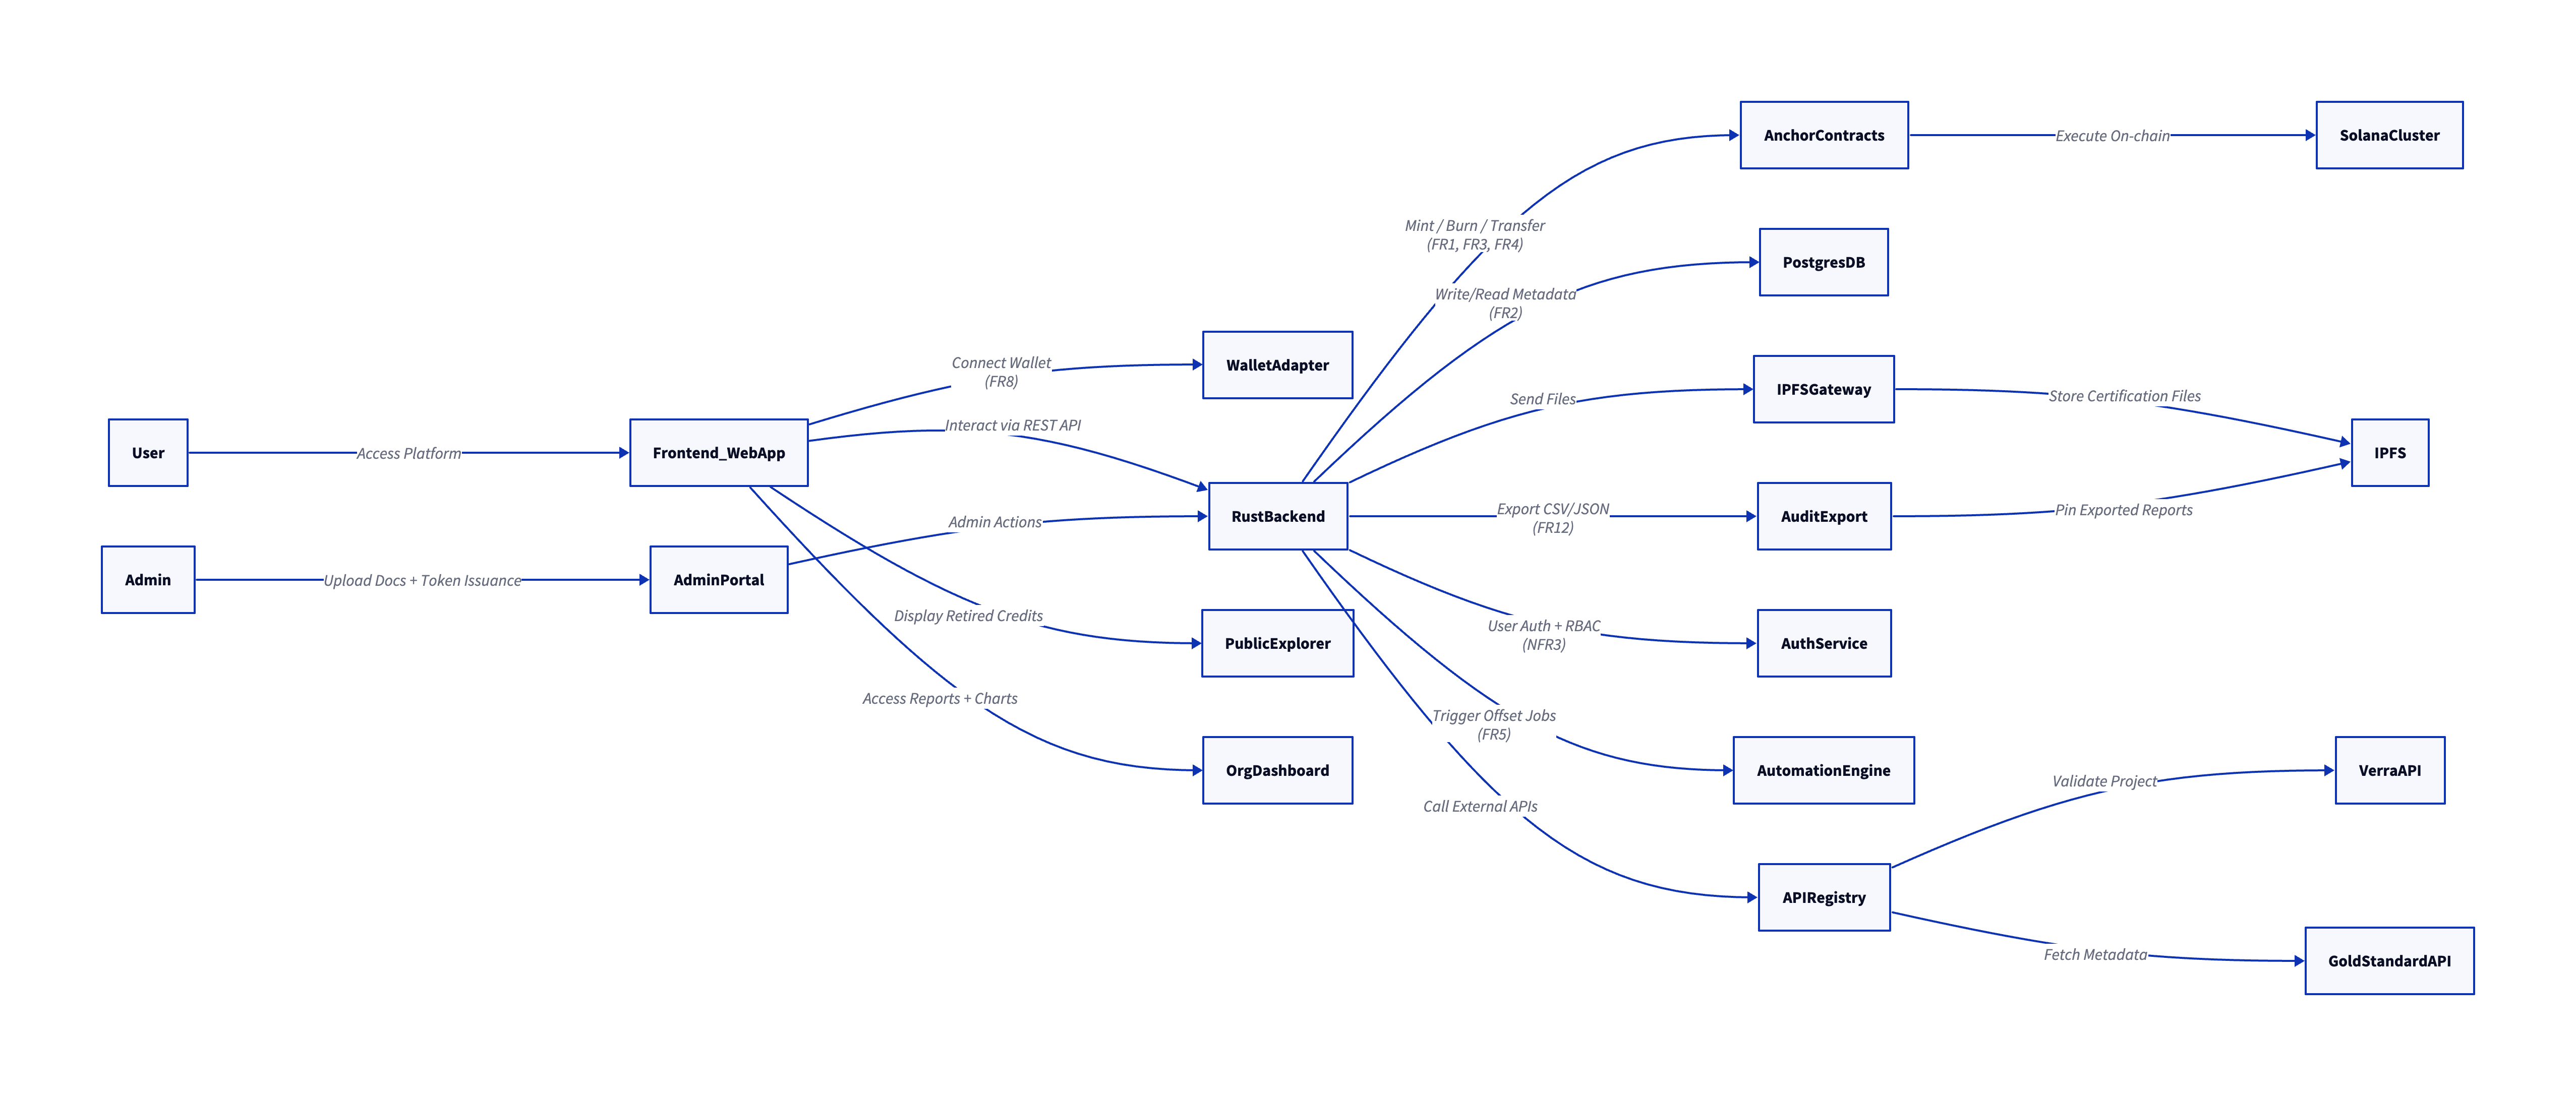 AnchorContracts
Execute On-chain
SolanaCluster
Mint / Burn / Transfer
(FR1, FR3, FR4)
PostgresDB
Write/Read Metadata
(FR2)
WalletAdapter
Connect Wallet
(FR8)
IPFSGateway
Send Files
Store Certification Files
User
Access Platform
Frontend_WebApp
Interact via REST API
IPFS
RustBackend
Admin Actions
Export CSV/JSON
(FR12)
AuditExport
Pin Exported Reports
Admin
Upload Docs + Token Issuance
AdminPortal
Display Retired Credits
PublicExplorer
User Auth + RBAC
(NFR3)
AuthService
Access Reports + Charts
OrgDashboard
Trigger Offset Jobs
(FR5)
AutomationEngine
Validate Project
VerraAPI
Call External APIs
APIRegistry
Fetch Metadata
GoldStandardAPI